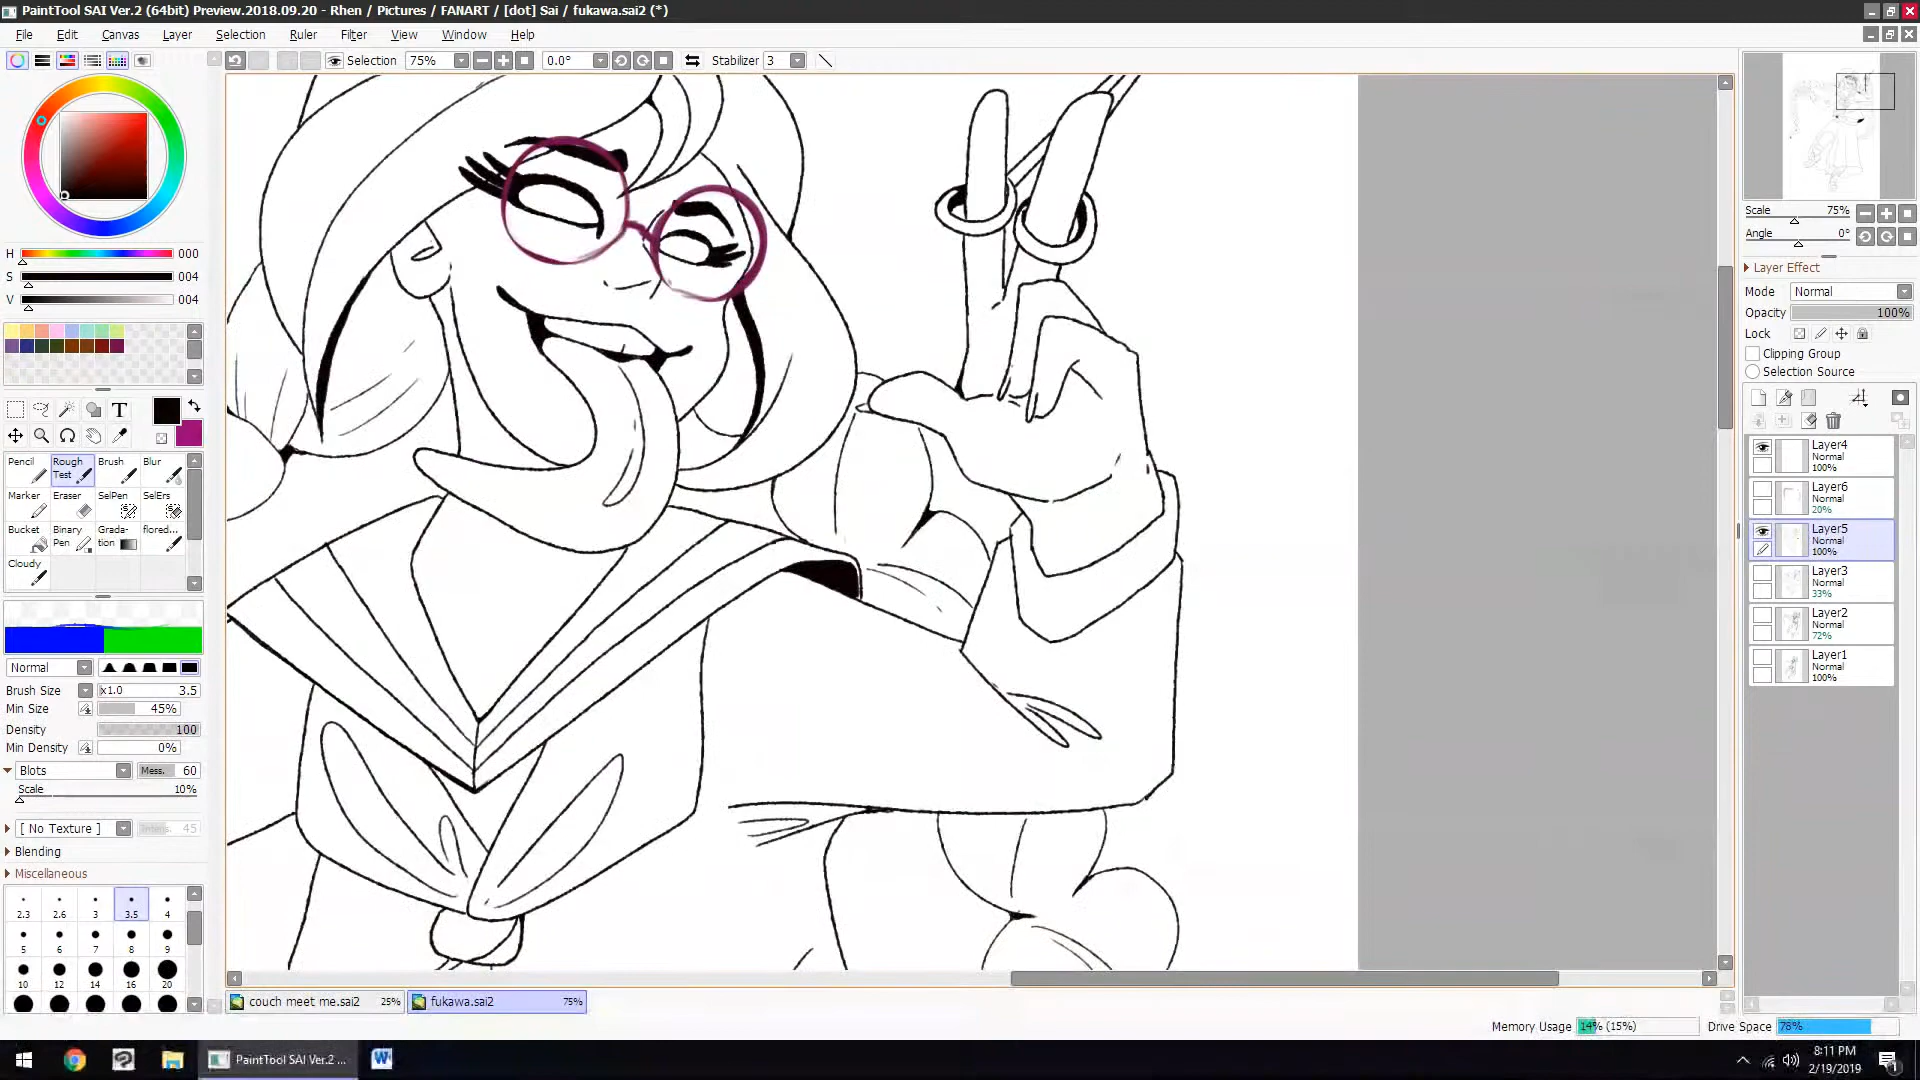 PaintTool SAI Ver.2 (64bit) Preview.2018.09.20 - Rhen / Pictures / FANART / [dot] Sai / fukawa.sai2 (*)
File Edit Canvas Layer Selection Ruler Filter View Window Help
Selection 75% 0.0° Stabilizer 3
H 000
S 004
V 004
T
Pencil Rough Test Brush Blur
Marker Eraser SelPen SelErs
Bucket Binary Pen Grada-tion flored...
Cloudy
Normal
Brush Size x1.0 3.5
Min Size 45%
Density 100
Min Density 0%
Blots Mess. 60
Scale 10%
[ No Texture ] 45
Blending
Miscellaneous
2.3 2.6 3 3.5 4
5 6 7 8 9
10 12 14 16 20
couch meet me.sai2 25% fukawa.sai2 75%
Scale 75%
Angle 0°
Layer Effect
Mode Normal
Opacity 100%
Lock
Clipping Group
Selection Source
Layer4
Normal
100%
Layer6
Normal
20%
Layer5
Normal
100%
Layer3
Normal
33%
Layer2
Normal
72%
Layer1
Normal
100%
Memory Usage 14% (15%) Drive Space 78%
PaintTool SAI Ver.2 ...
8:11 PM
2/19/2019